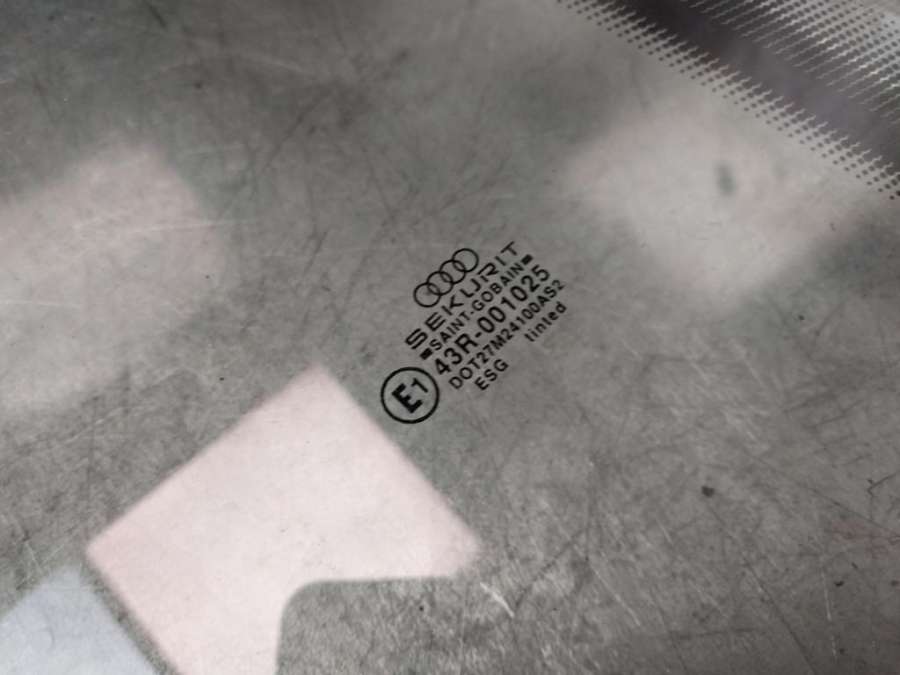 SEKURIT
SAINT-GOBAIN
E1 43R-001025
DOT27M24100AS2
ESG tinted